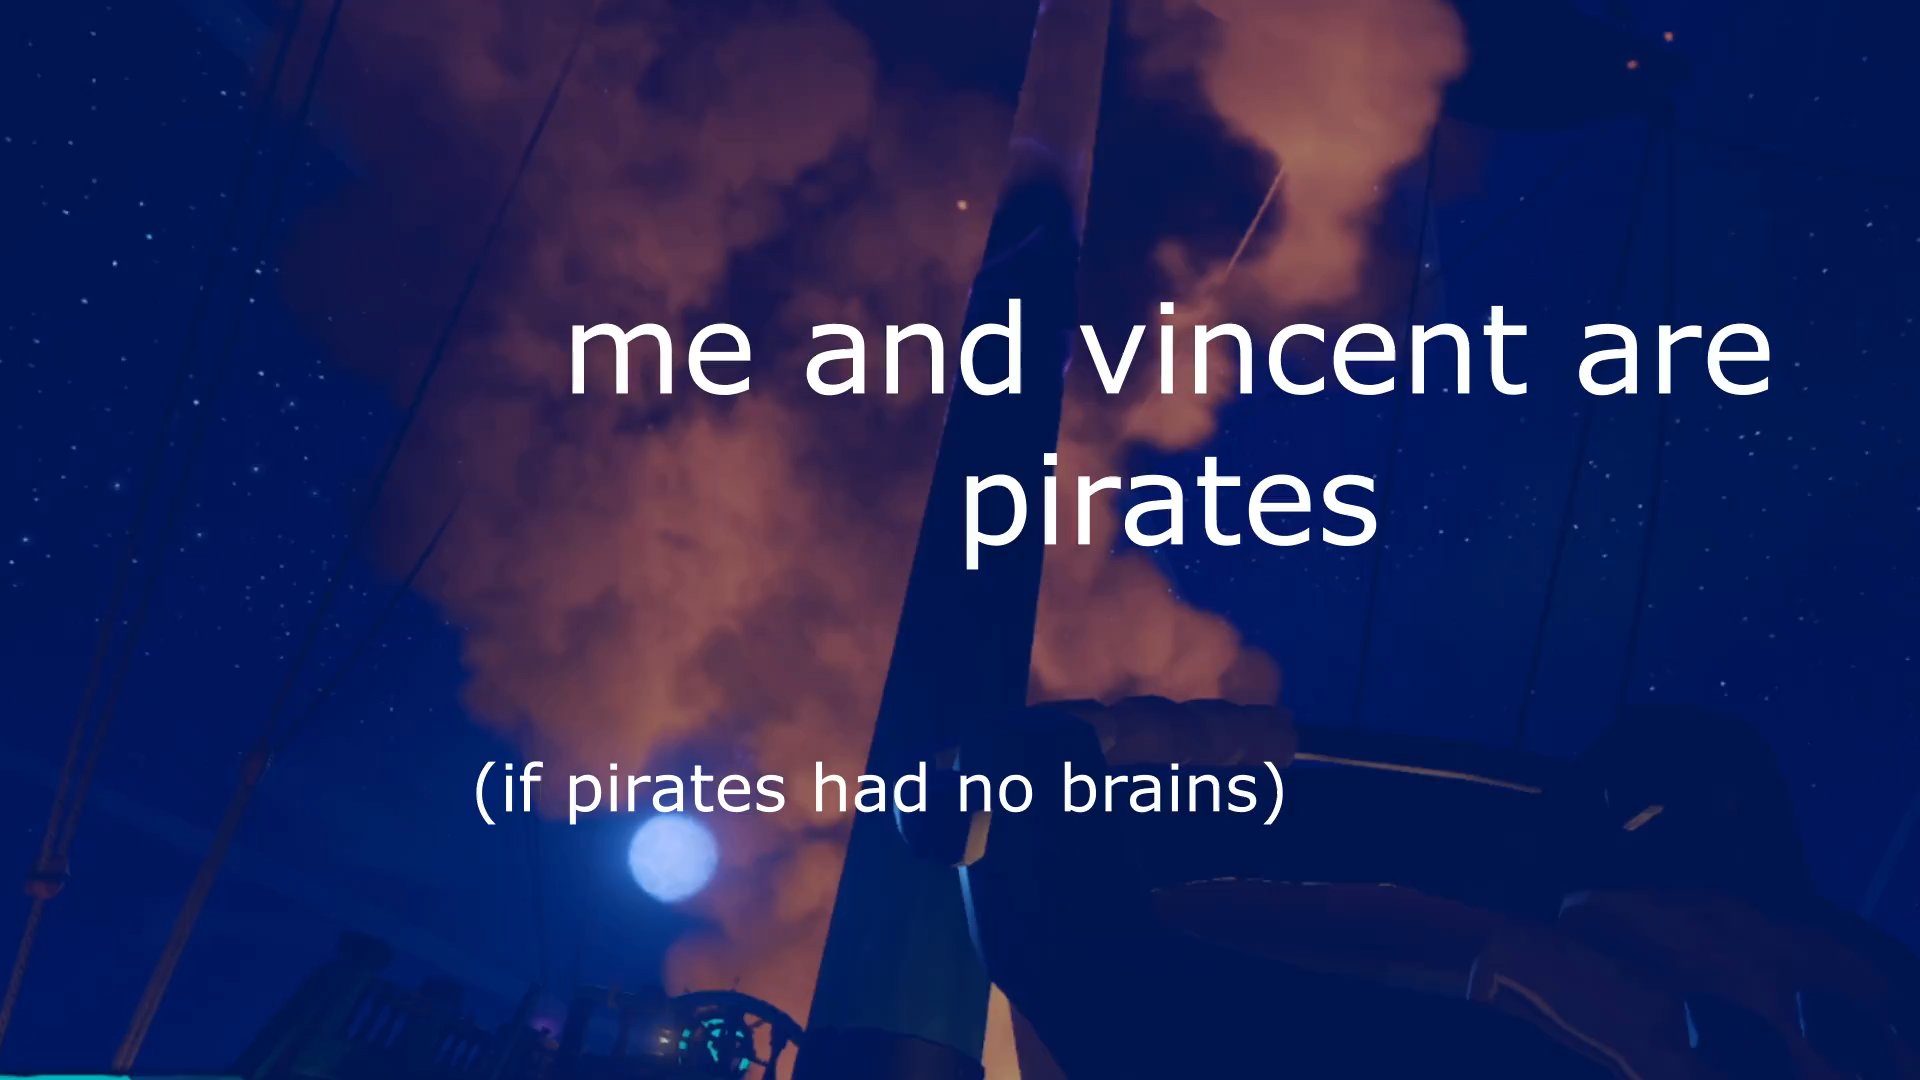 me and vincent are
pirates
(if pirates had no brains)